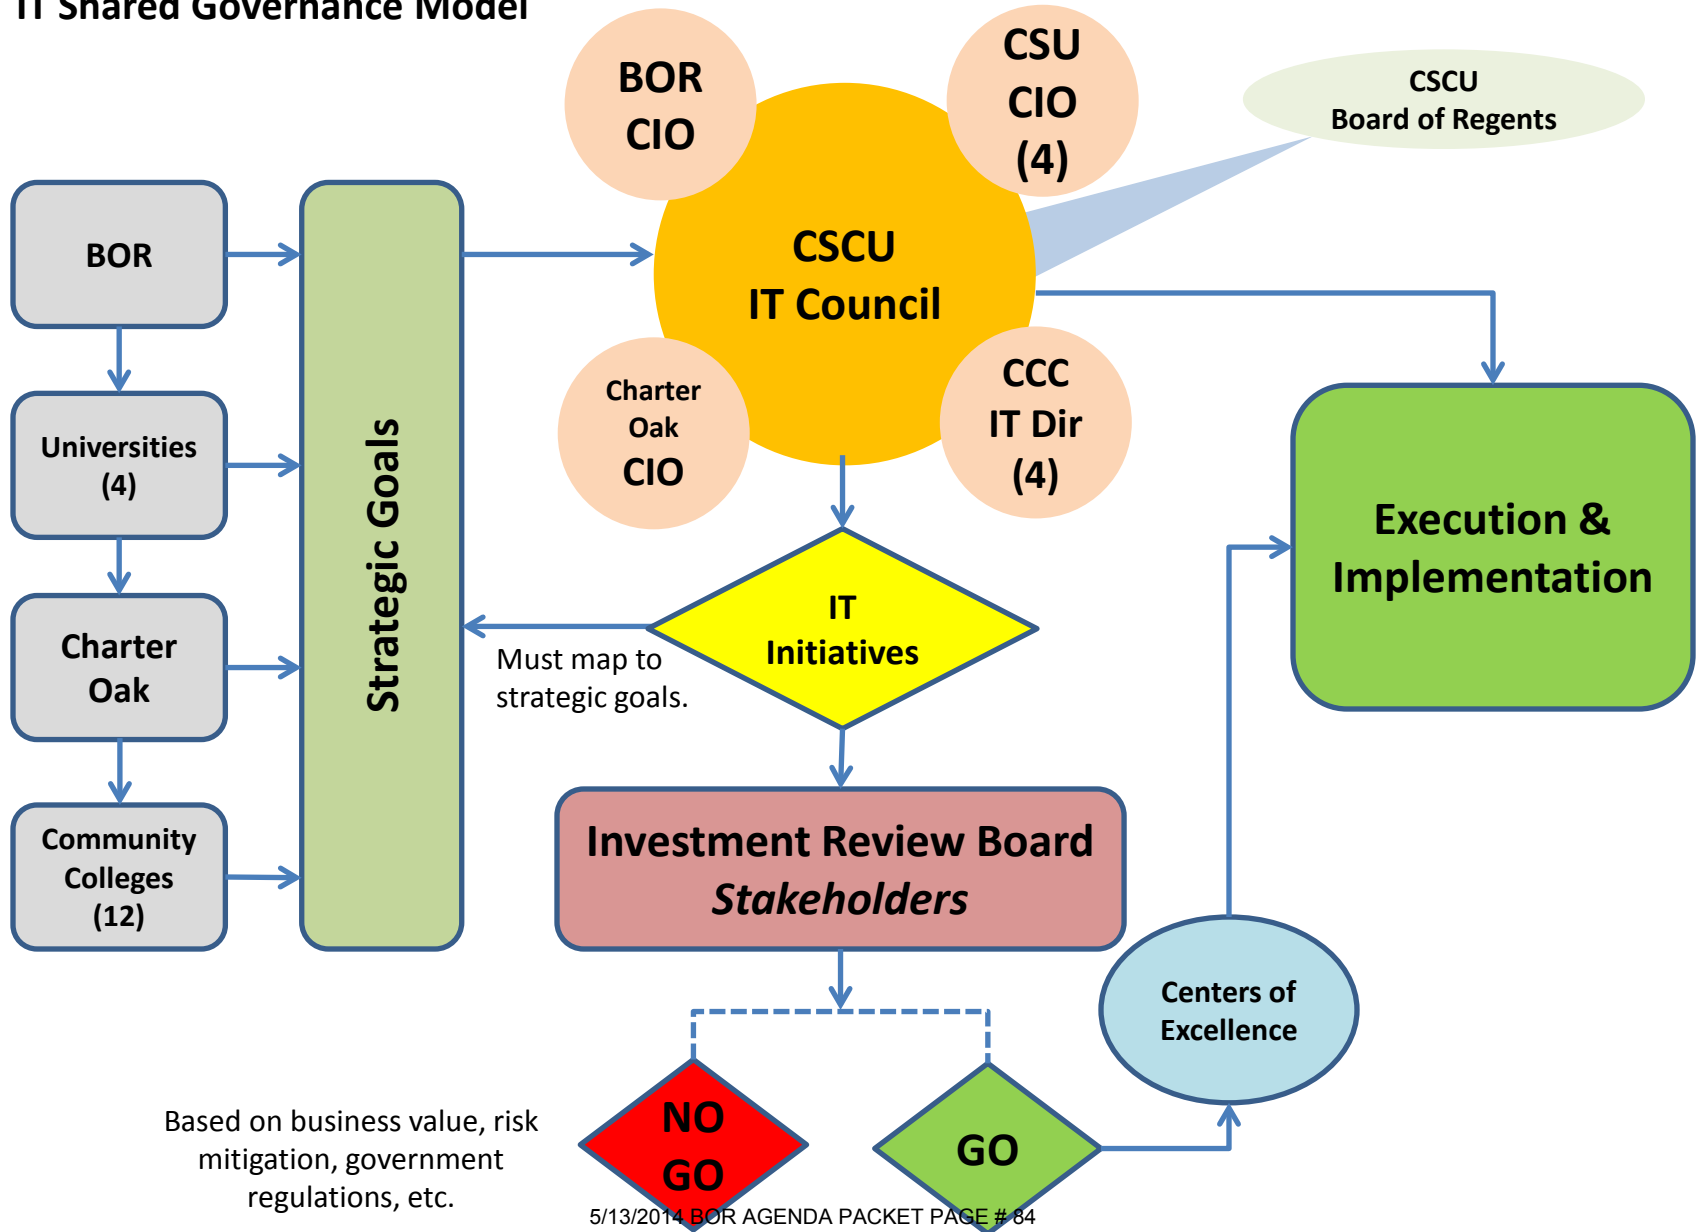 IT Shared Governance Model
BOR
CIO
CSU
CIO
(4)
CSCU
Board of Regents
BOR
CSCU
IT Council
Universities
(4)
Charter
Oak
CIO
CCC
IT Dir
(4)
Strategic Goals
Execution &
Implementation
Charter
Oak
IT
Initiatives
Must map to
strategic goals.
Community
Colleges
(12)
Investment Review Board
Stakeholders
Centers of
Excellence
Based on business value, risk
mitigation, government
regulations, etc.
NO
GO
GO
5/13/2014 BOR AGENDA PACKET PAGE # 84